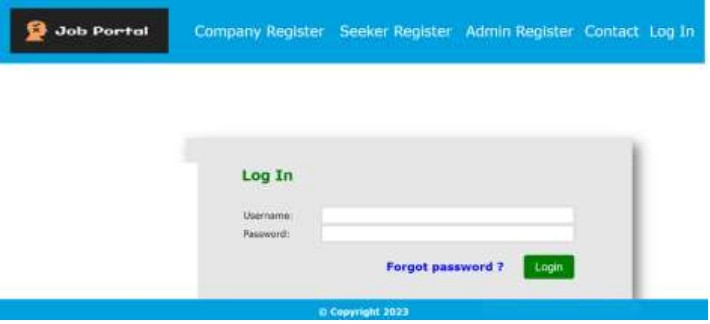 Job Portal
Company Register Seeker Register Admin Register Contact Log In
Log In
Username:
Password:
Forgot password ? Login
© Copyright 2023